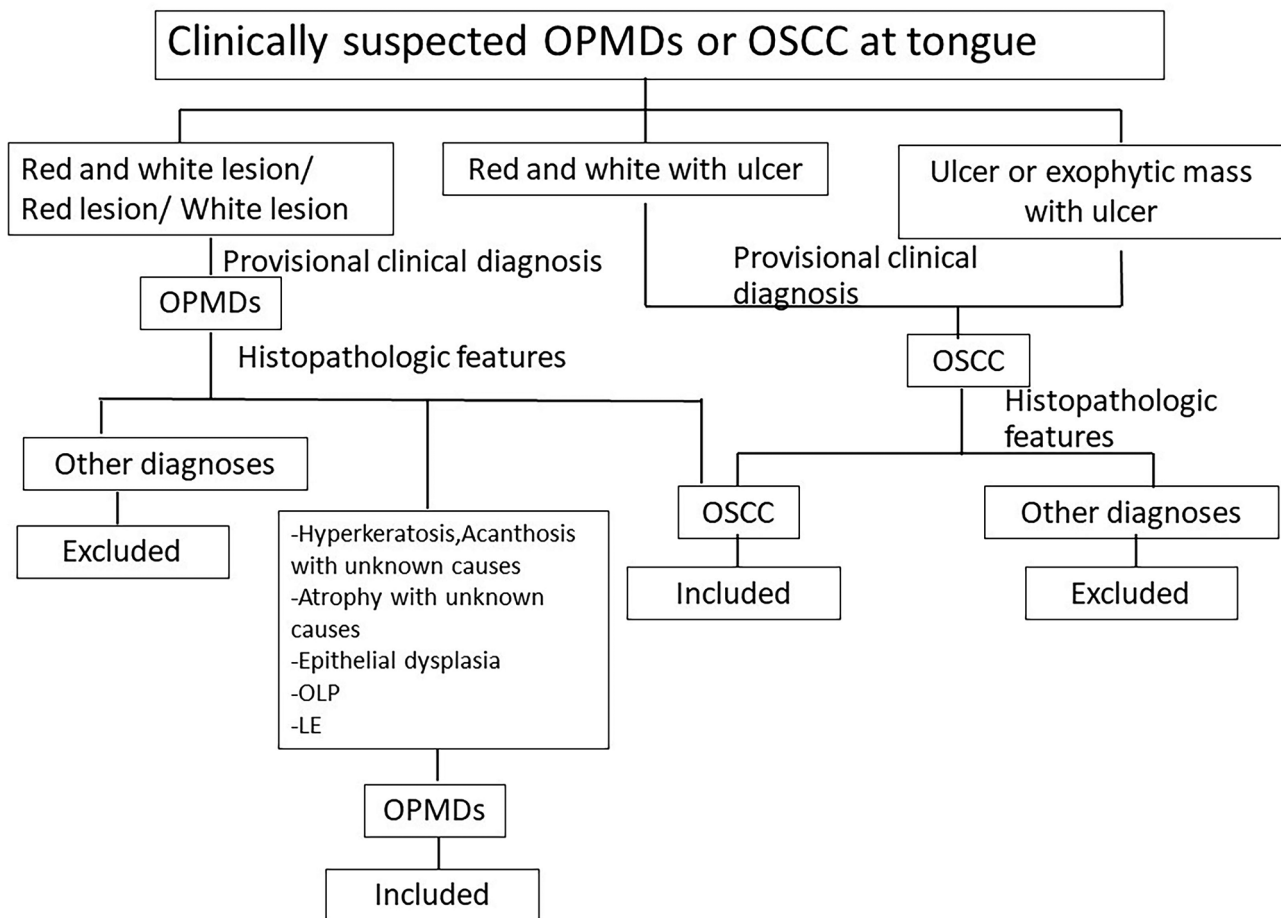 Clinically suspected OPMDs or OSCC at tongue
Red and white lesion/
Red lesion/ White lesion
Red and white with ulcer
Ulcer or exophytic mass
with ulcer
Provisional clinical diagnosis
Provisional clinical
diagnosis
OPMDs
OSCC
Histopathologic features
Histopathologic
features
Other diagnoses
Excluded
-Hyperkeratosis,Acanthosis
with unknown causes
-Atrophy with unknown
causes
-Epithelial dysplasia
-OLP
-LE
OSCC
Included
Other diagnoses
Excluded
OPMDs
Included